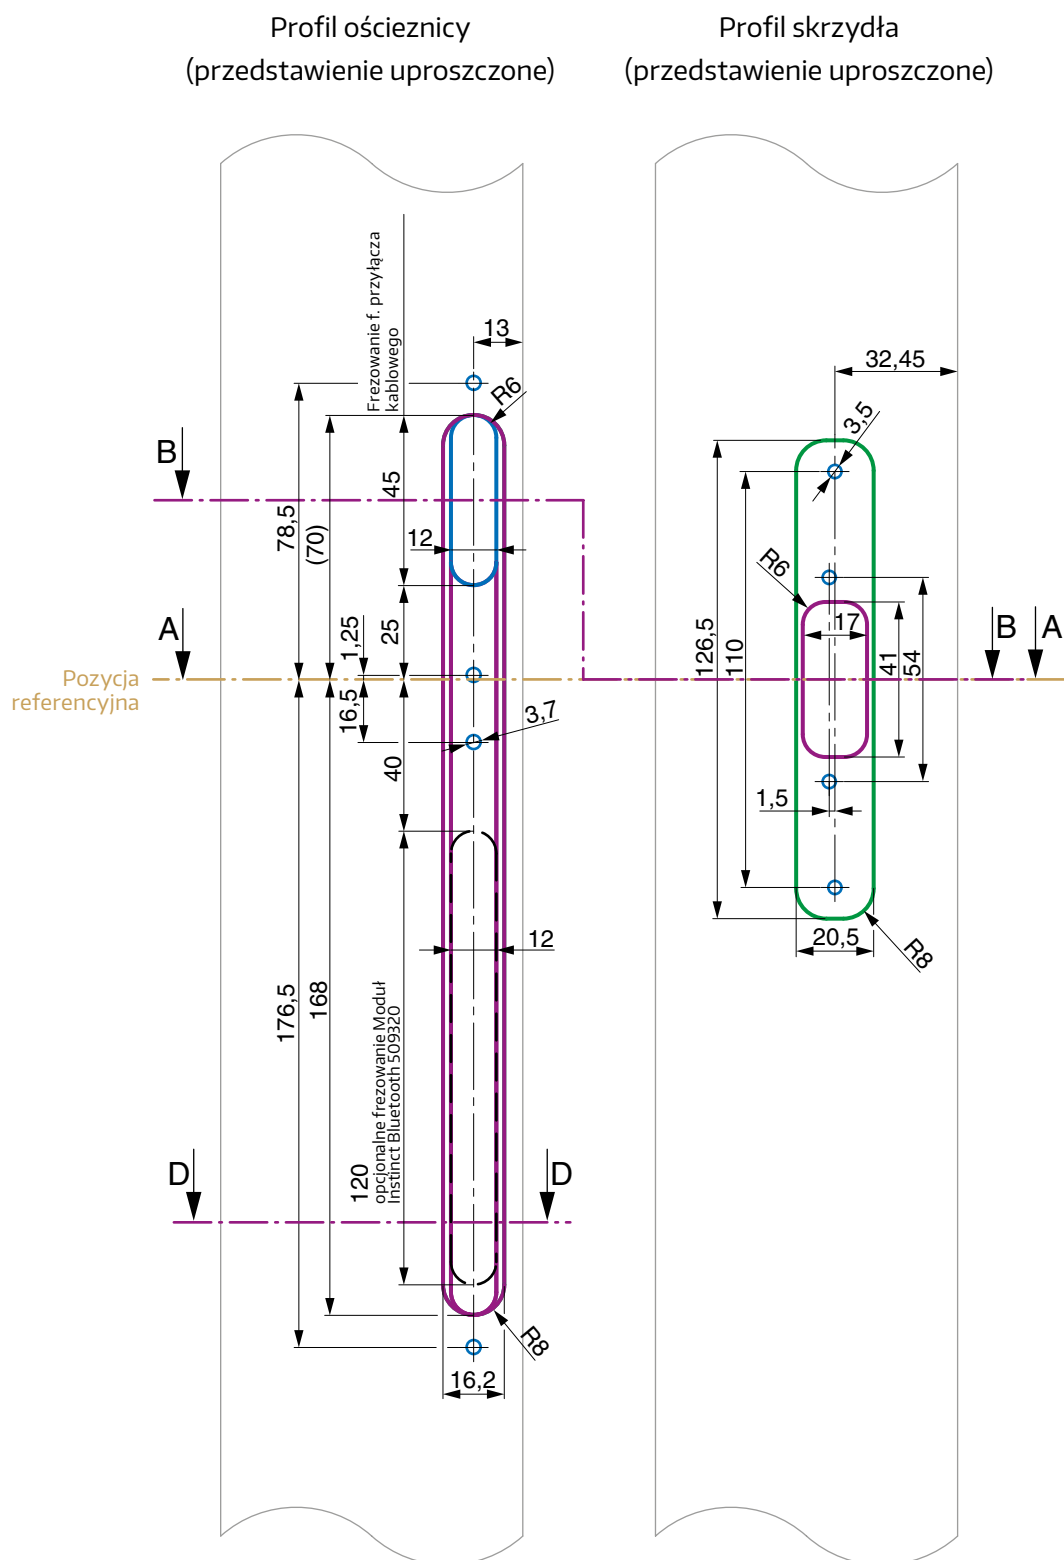 Profil ościeznicy
(przedstawienie uproszczone)
Profil skrzydła
(przedstawienie uproszczone)
Frezowanie f. przyłącza
kablowego
13
R6
32,45
3,5
B
45
78,5
(70)
12
R6
A
1,25
25
126,5
110
17
41
54
B
A
Pozycja
referencyjna
16,5
3,7
40
1,5
12
20,5
R8
176,5
168
120
opcjonalne frezowanie Moduł
Instinct Bluetooth 509320
D
D
R8
16,2